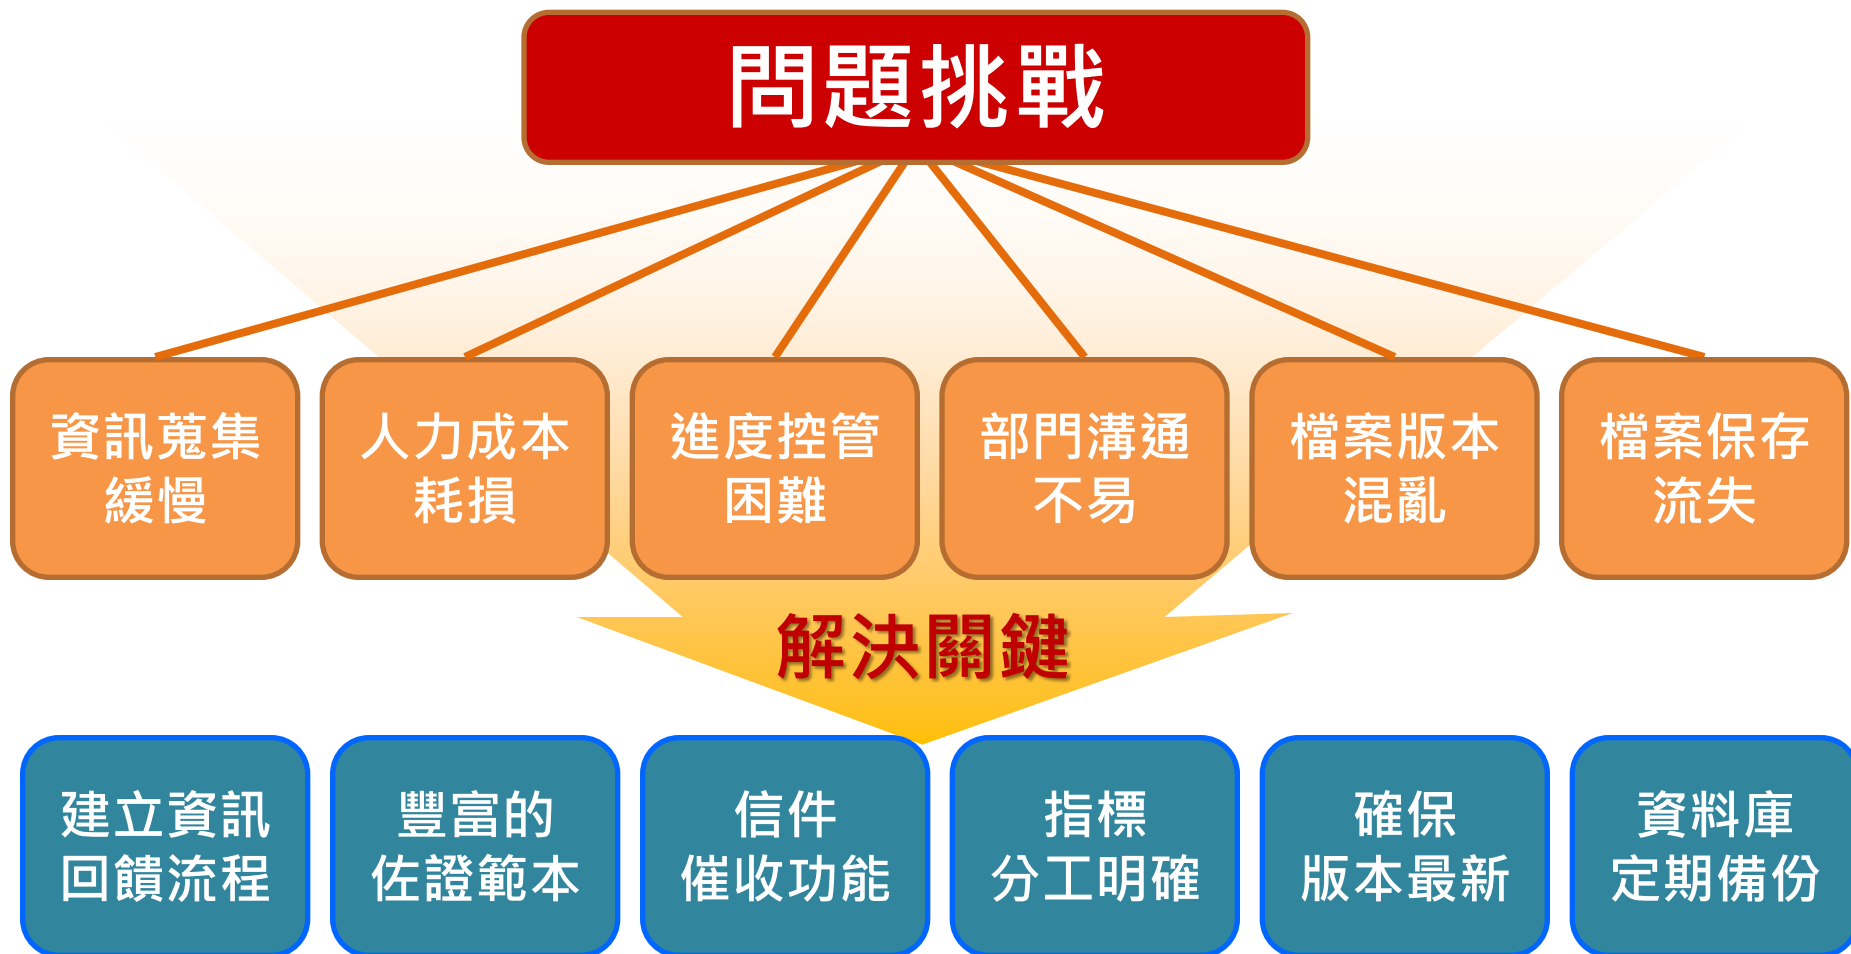 問題挑戰
資訊蒐集
緩慢
人力成本
耗損
進度控管
困難
部門溝通
不易
檔案版本
混亂
檔案保存
流失
解決關鍵
建立資訊
回饋流程
豐富的
佐證範本
信件
催收功能
指標
分工明確
確保
版本最新
資料庫
定期備份